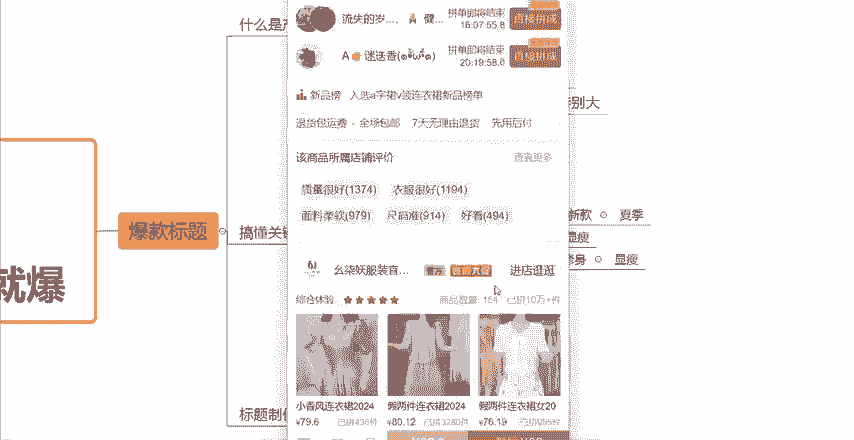 什么是产
流失的岁...、 健...
拼单即将结束
16:07:55.8
直接拼成
A 迷迭香(๑•̀ω•́๑)
拼单即将结束
20:19:58.8
直接拼成
新品榜 入选a字裙v领连衣裙新品榜单
特别大
退货包运费 · 全场包邮 7天无理由退货 先用后付
该商品所属店铺评价
查看更多
质量很好(1374) 衣服很好(1194)
面料柔软(979) 尺码准(914) 好看(494)
爆款标题
搞懂关键
新款
夏季
显瘦
修身
显瘦
就爆
幺柒妖服装直...
进店逛逛
综合体验
商品数量: 154 已拼10万+件
小香风连衣裙2024
假两件连衣裙2024
假两件连衣裙女20
¥79.6 已拼436件
¥80.12 已拼3280件
¥76.19
标题制作